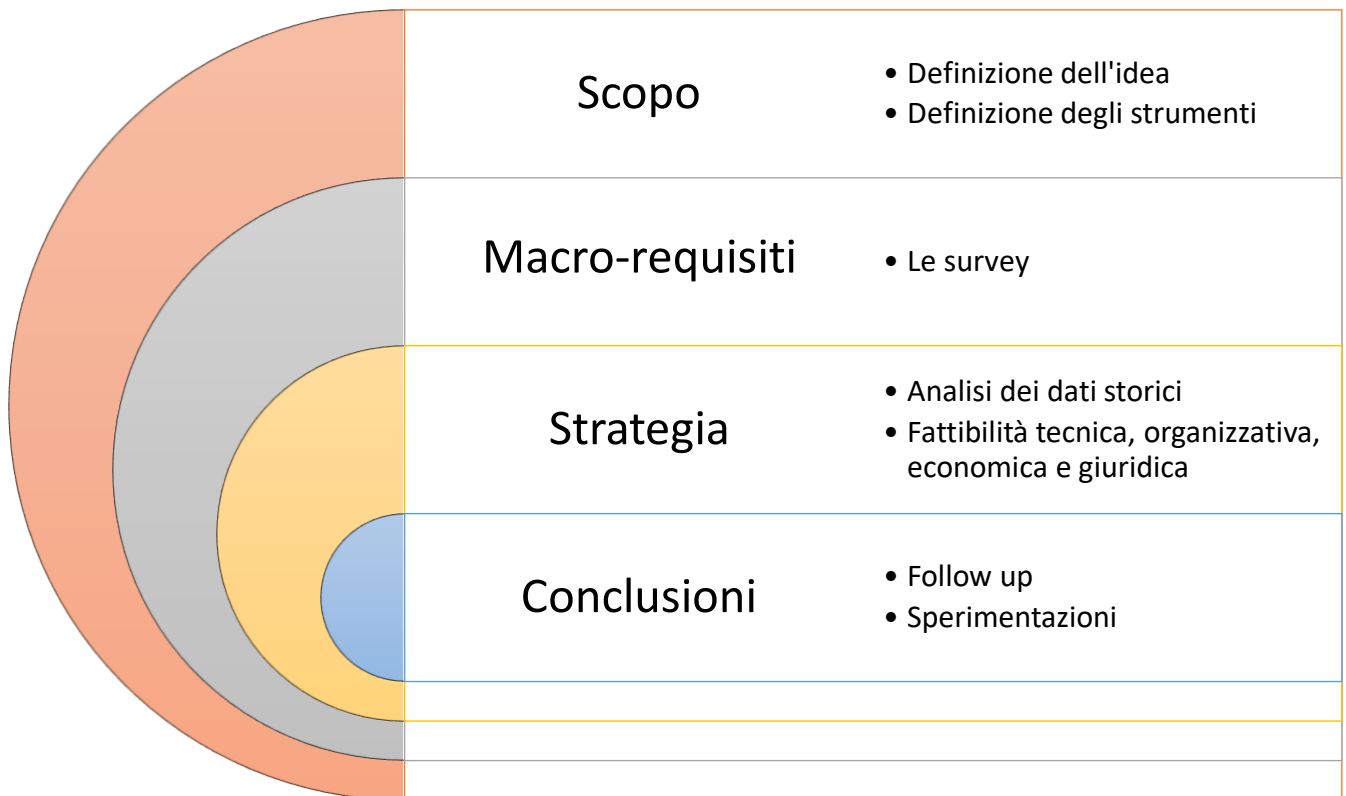 Scopo
• Definizione dell'idea
• Definizione degli strumenti
Macro-requisiti
• Le survey
Strategia
• Analisi dei dati storici
• Fattibilità tecnica, organizzativa,
economica e giuridica
Conclusioni
• Follow up
• Sperimentazioni